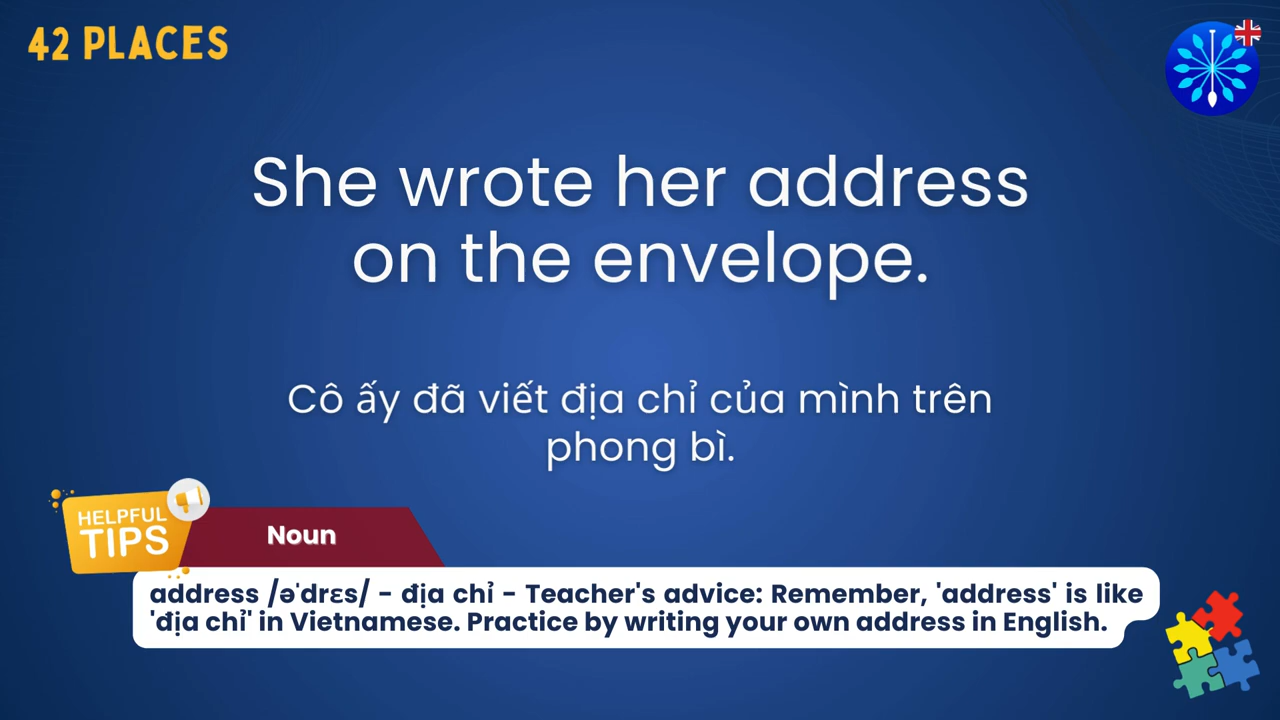 42 PLACES
She wrote her address
on the envelope.
Cô ấy đã viết địa chỉ của mình trên
phong bì.
HELPFUL
TIPS
Noun
address /ə'drɛs/ - địa chỉ - Teacher's advice: Remember, 'address' is like
'địa chỉ' in Vietnamese. Practice by writing your own address in English.